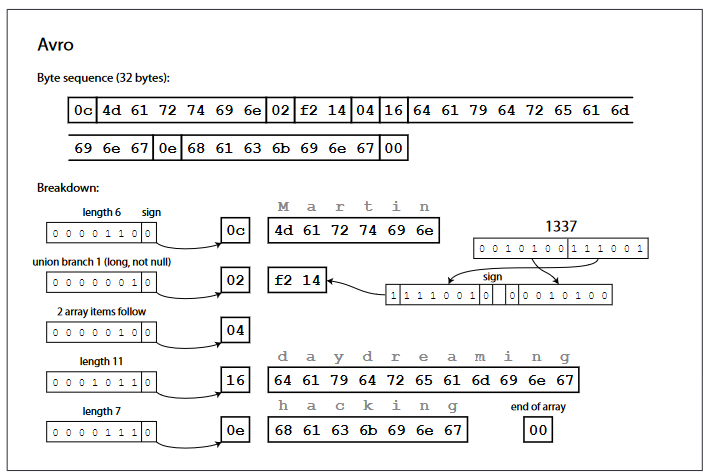 Avro
Byte sequence (32 bytes):
0c 4d 61 72 74 69 6e 02 f2 14 04 16 64 61 79 64 72 65 61 6d
69 6e 67 0e 68 61 63 6b 69 6e 67 00
Breakdown:
length 6 sign
0 0 0 0 1 1 0 0
0c
M a r t i n
4d 61 72 74 69 6e
1337
0 0 1 0 1 0 0 1 1 1 0 0 1
union branch 1 (long, not null)
0 0 0 0 0 0 1 0
02
f2 14
sign
1 1 1 1 0 0 1 0 0 0 0 1 0 1 0 0
2 array items follow
0 0 0 0 0 1 0 0
04
length 11
0 0 0 1 0 1 1 0
16
d a y d r e a m i n g
64 61 79 64 72 65 61 6d 69 6e 67
length 7
0 0 0 0 1 1 1 0
0e
h a c k i n g
68 61 63 6b 69 6e 67
end of array
00